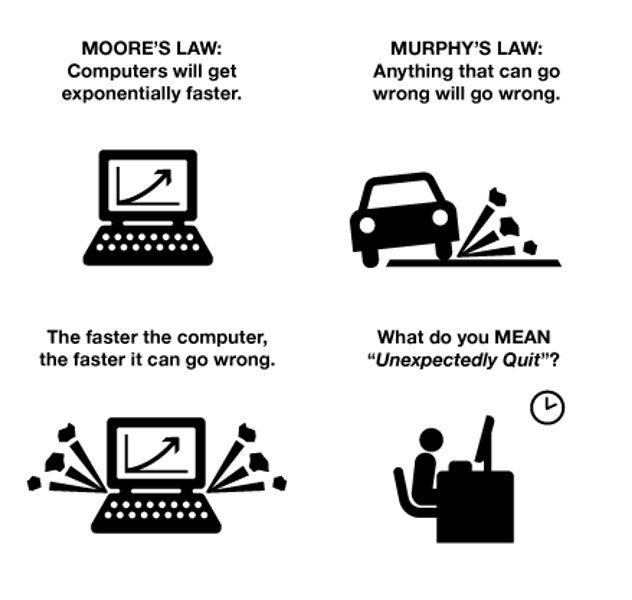 MOORE’S LAW:
Computers will get
exponentially faster.
MURPHY’S LAW:
Anything that can go
wrong will go wrong.
The faster the computer,
the faster it can go wrong.
What do you MEAN
“Unexpectedly Quit”?